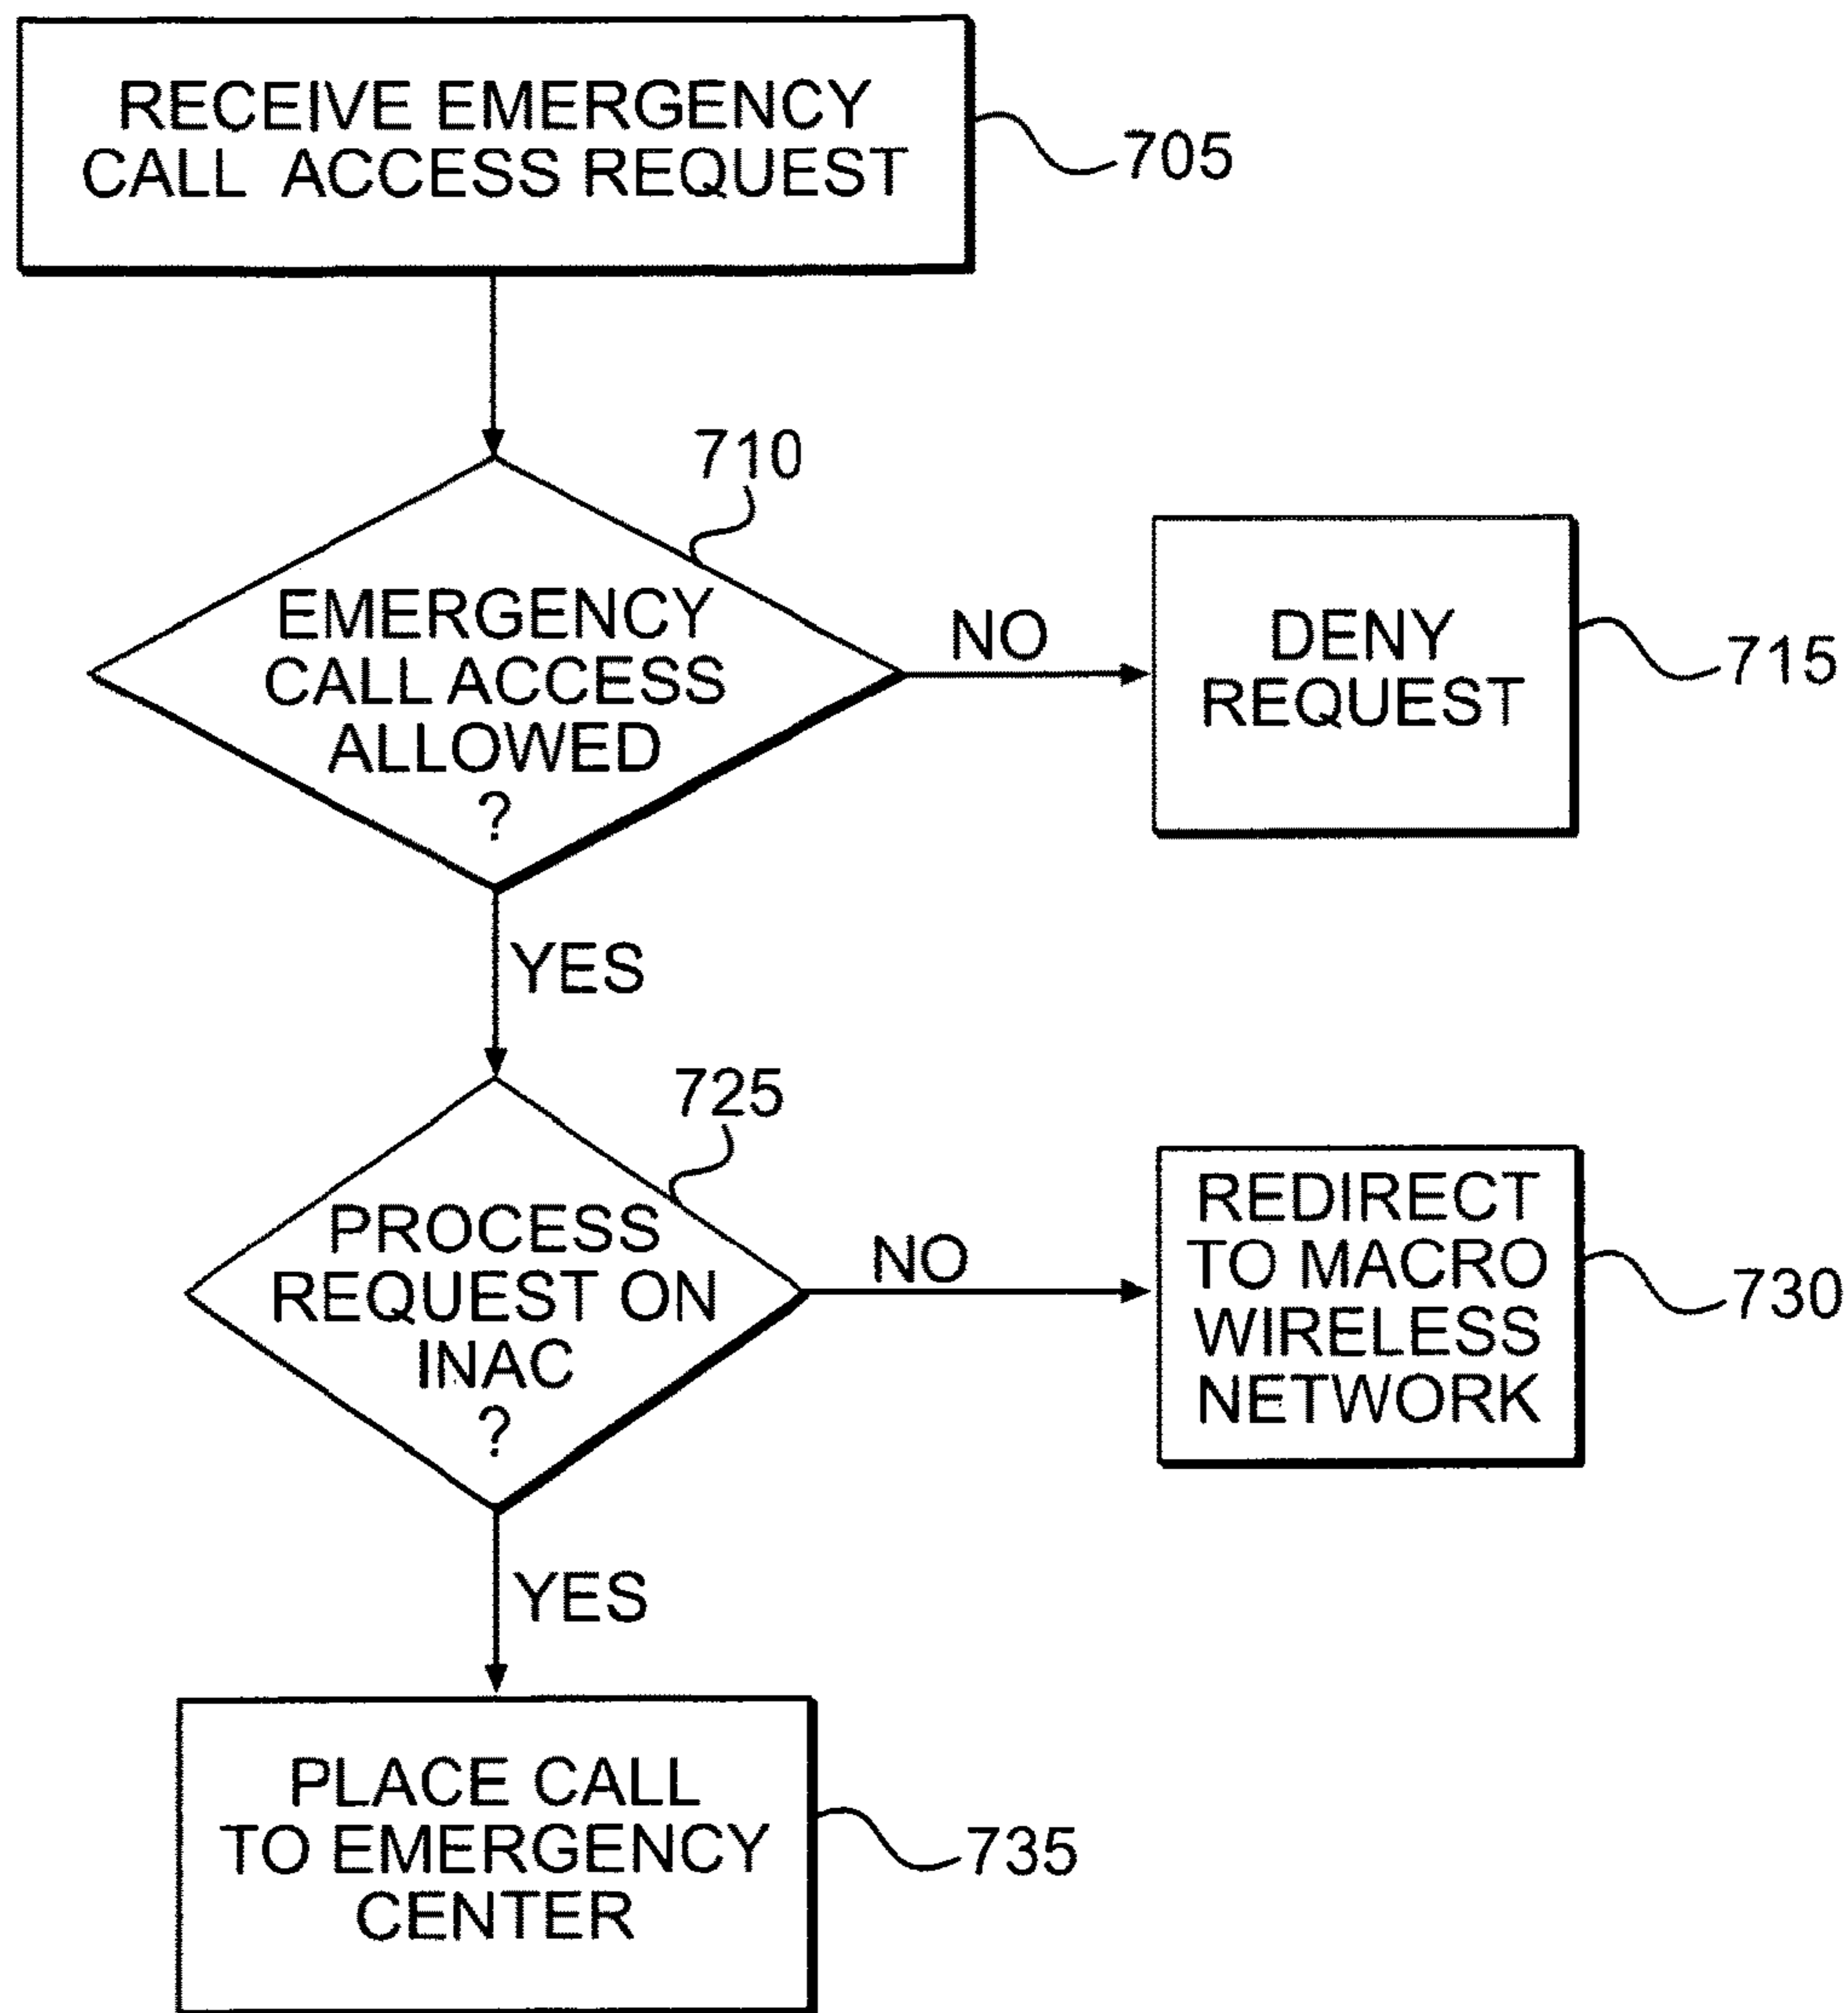 RECEIVE EMERGENCY
CALL ACCESS REQUEST
705
710
EMERGENCY
CALL ACCESS
ALLOWED
?
NO
DENY
REQUEST
715
YES
725
PROCESS
REQUEST ON
INAC
?
NO
REDIRECT
TO MACRO
WIRELESS
NETWORK
730
YES
PLACE CALL
TO EMERGENCY
CENTER
735